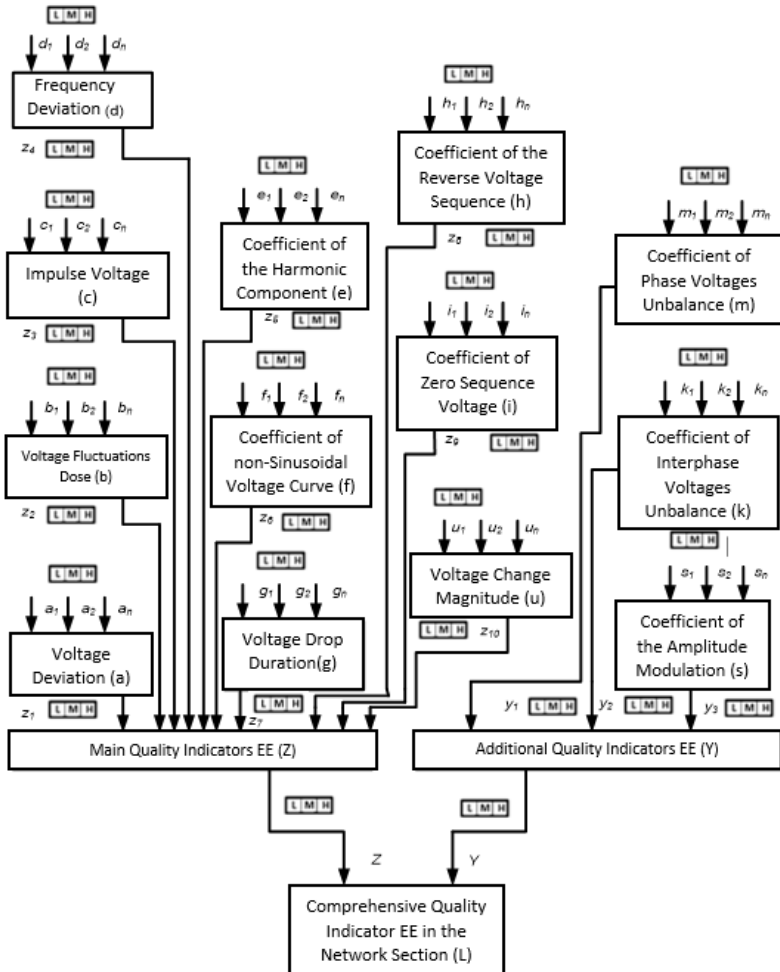 L M H
d1 d2 dn
Frequency
Deviation (d)
z4 L M H
L M H
c1 c2 cn
Impulse Voltage
(c)
z3 L M H
L M H
b1 b2 bn
Voltage Fluctuations
Dose (b)
z2 L M H
L M H
a1 a2 an
Voltage
Deviation (a)
z1 L M H
L M H
e1 e2 en
Coefficient of
the Harmonic
Component (e)
z5 L M H
L M H
f1 f2 fn
Coefficient of
non-Sinusoidal
Voltage Curve (f)
z6 L M H
L M H
g1 g2 gn
Voltage Drop
Duration(g)
z7 L M H
L M H
h1 h2 hn
Coefficient of the
Reverse Voltage
Sequence (h)
z8 L M H
L M H
i1 i2 in
Coefficient of
Zero Sequence
Voltage (i)
z9 L M H
L M H
u1 u2 un
Voltage Change
Magnitude (u)
L M H z10
L M H
m1 m2 mn
Coefficient of
Phase Voltages
Unbalance (m)
L M H
k1 k2 kn
Coefficient of
Interphase
Voltages
Unbalance (k)
L M H
s1 s2 sn
Coefficient of
the Amplitude
Modulation (s)
y1 L M H y2 L M H y3 L M H
Main Quality Indicators EE (Z)
Additional Quality Indicators EE (Y)
L M H
L M H
Z Y
Comprehensive Quality
Indicator EE in the
Network Section (L)